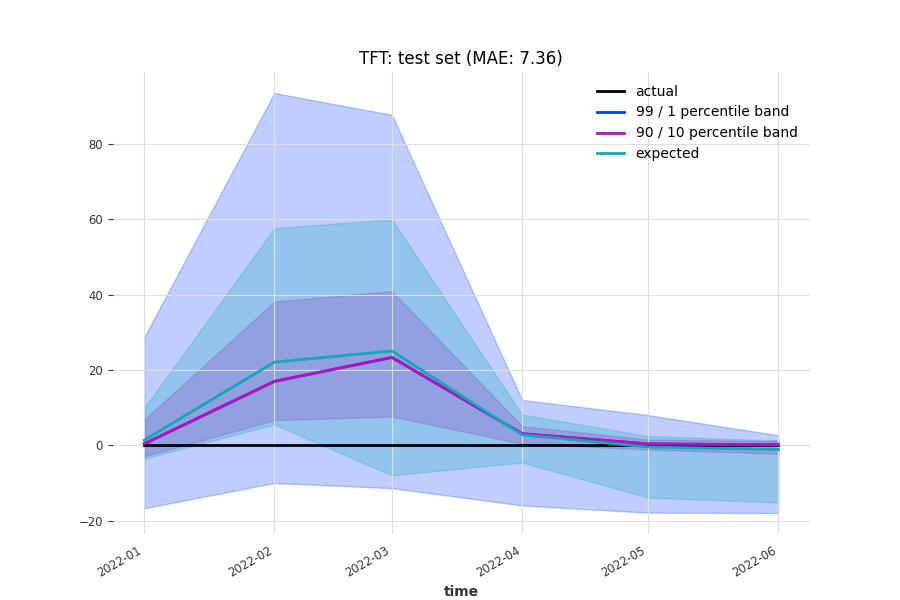 TFT: test set (MAE: 7.36)
actual
99 / 1 percentile band
90 / 10 percentile band
expected
80
60
40
20
0
−20
2022-01
2022-02
2022-03
2022-04
2022-05
2022-06
time